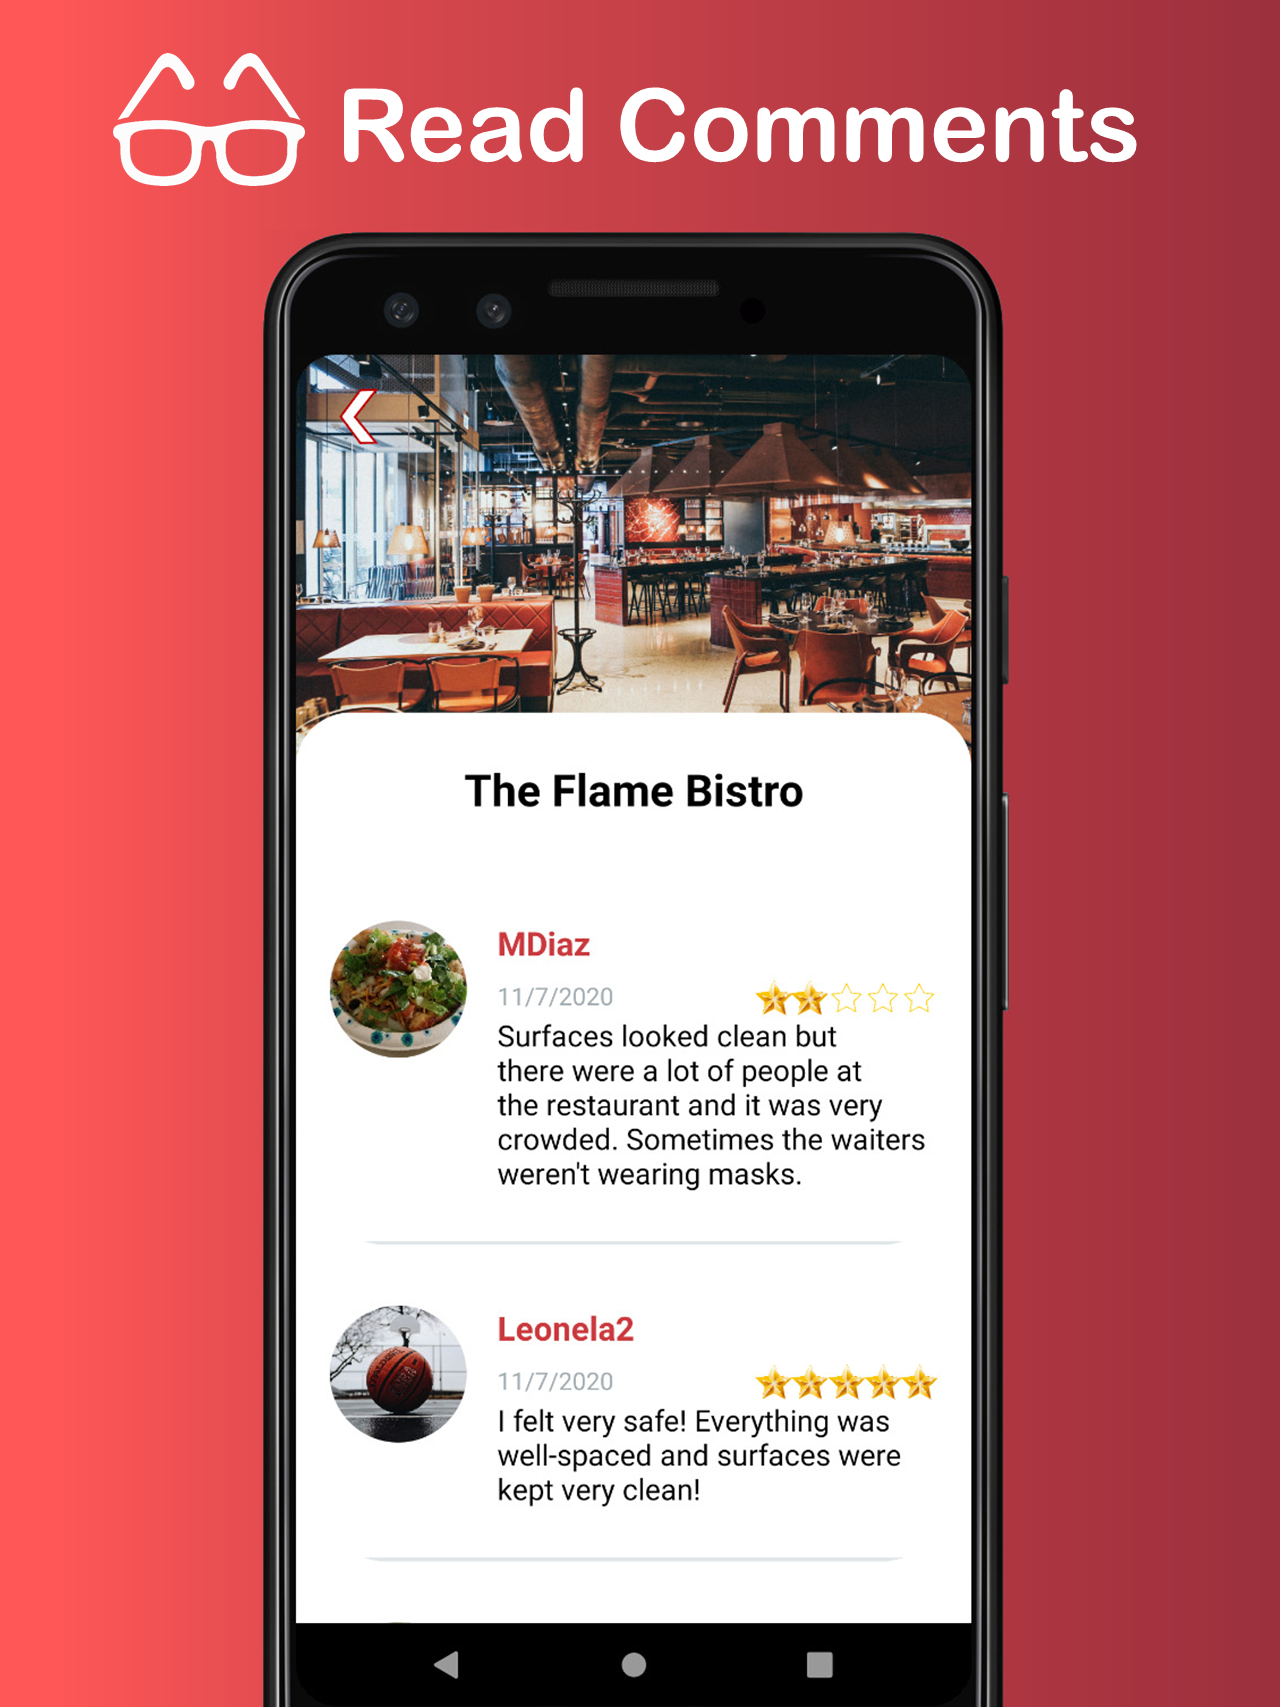 Read Comments
The Flame Bistro
MDiaz
11/7/2020
Surfaces looked clean but
there were a lot of people at
the restaurant and it was very
crowded. Sometimes the waiters
weren't wearing masks.
Leonela2
11/7/2020
I felt very safe! Everything was
well-spaced and surfaces were
kept very clean!